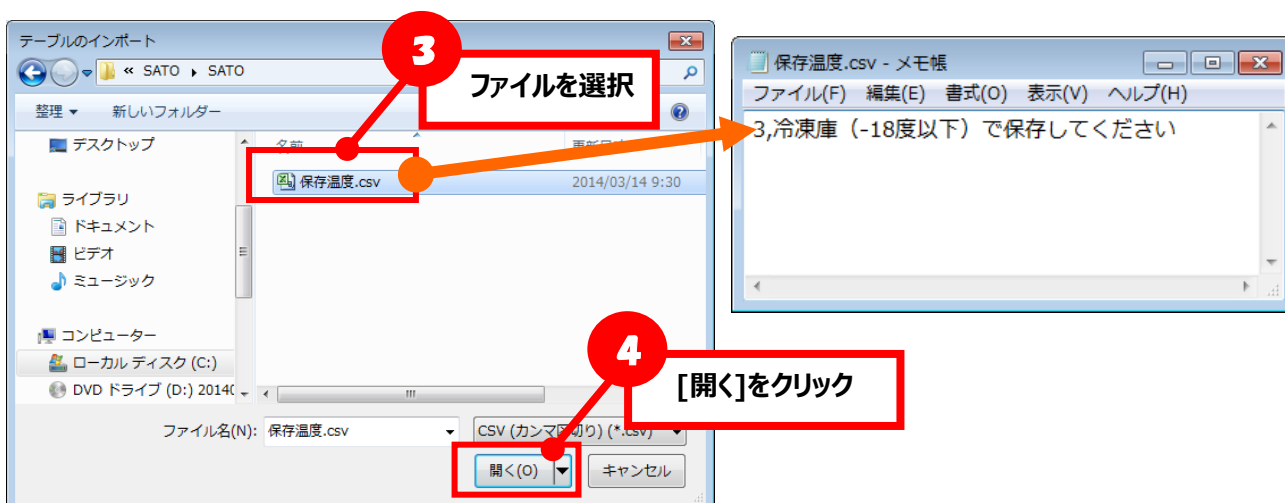 テーブルのインポート
« SATO ▸ SATO
整理 ▼ 新しいフォルダー
デスクトップ
ライブラリ
ドキュメント
ビデオ
ミュージック
コンピューター
ローカル ディスク (C:)
DVD ドライブ (D:) 2014
名前
保存温度.csv 2014/03/14 9:30
ファイル名(N): 保存温度.csv
CSV (カンマ区切り) (*.csv)
開く(O) キャンセル
3
ファイルを選択
4
[開く]をクリック
保存温度.csv - メモ帳
ファイル(F) 編集(E) 書式(O) 表示(V) ヘルプ(H)
3,冷凍庫（-18度以下）で保存してください